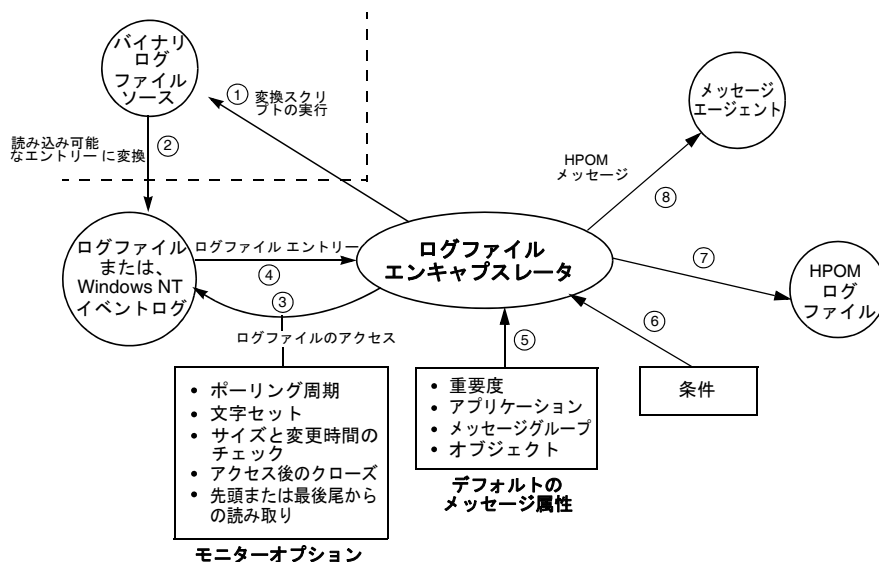 バイナリ
ログ
ファイル
ソース
① 変換スクリ
プトの実行
読み込み可能
なエントリー に変換
②
メッセージ
エージェント
HPOM
メッセージ
⑧
ログファイル
または、
Windows NT
イベントログ
ログファイル エントリー
④
③
ログファイルのアクセス
ログファイル
エンキャプスレータ
⑦
HPOM
ログ
ファイル
⑤
⑥
• ポーリング周期
• 文字セット
• サイズと変更時間の
チェック
• アクセス後のクローズ
• 先頭または最後尾から
の読み取り
モニターオプション
• 重要度
• アプリケーション
• メッセージグループ
• オブジェクト
デフォルトの
メッセージ属性
条件